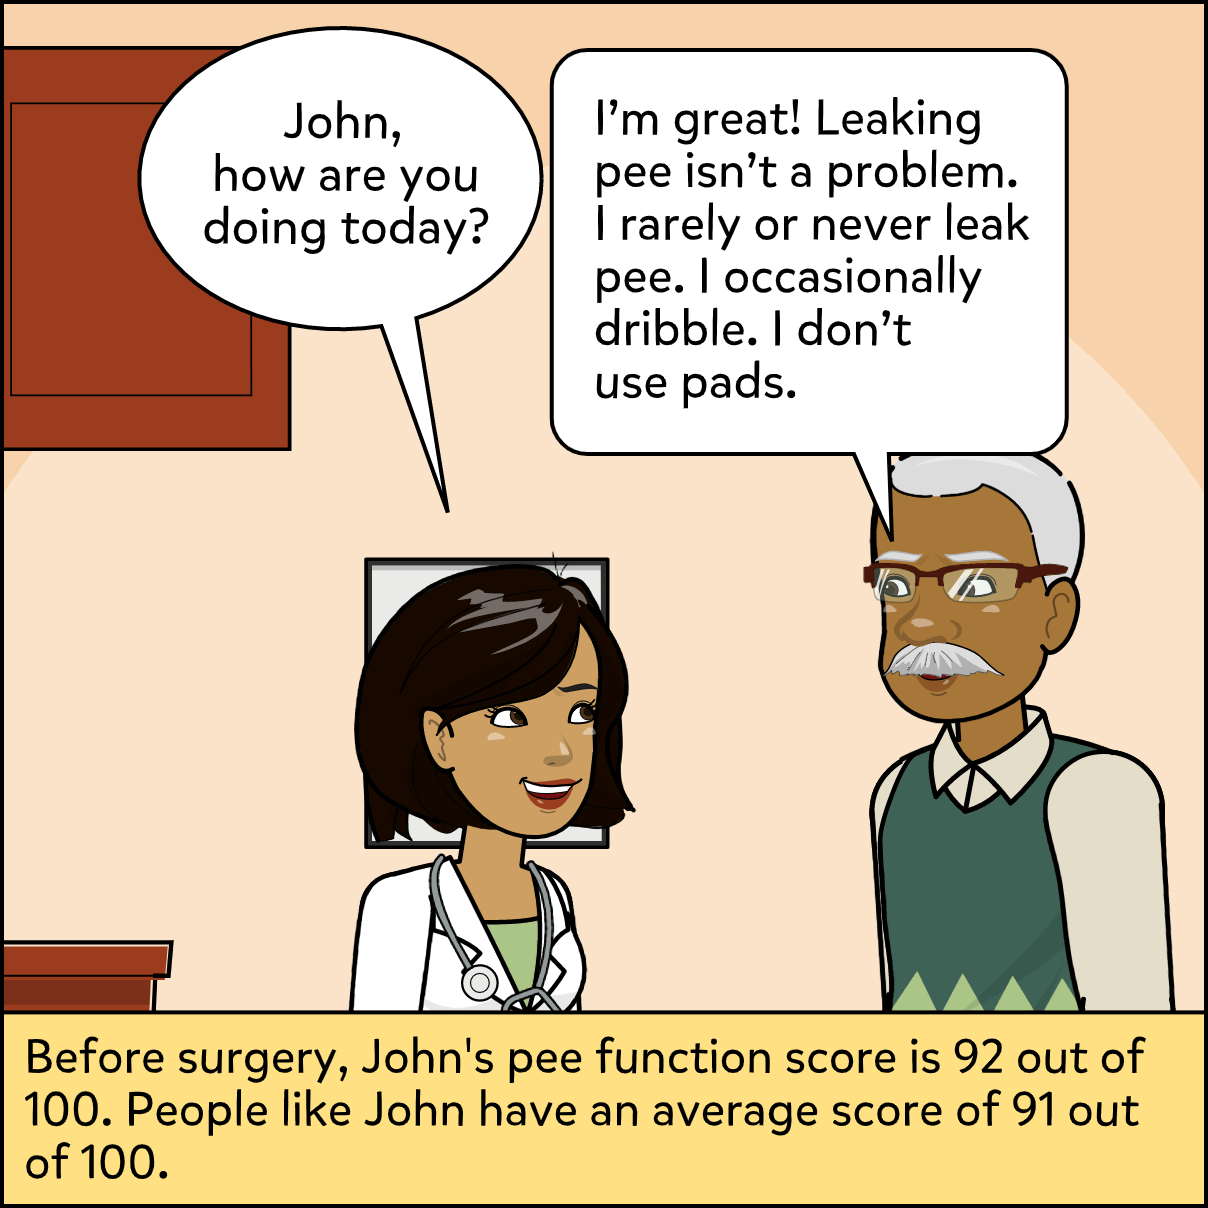 John,
how are you
doing today?
I’m great! Leaking
pee isn’t a problem.
I rarely or never leak
pee. I occasionally
dribble. I don’t
use pads.
Before surgery, John's pee function score is 92 out of
100. People like John have an average score of 91 out
of 100.